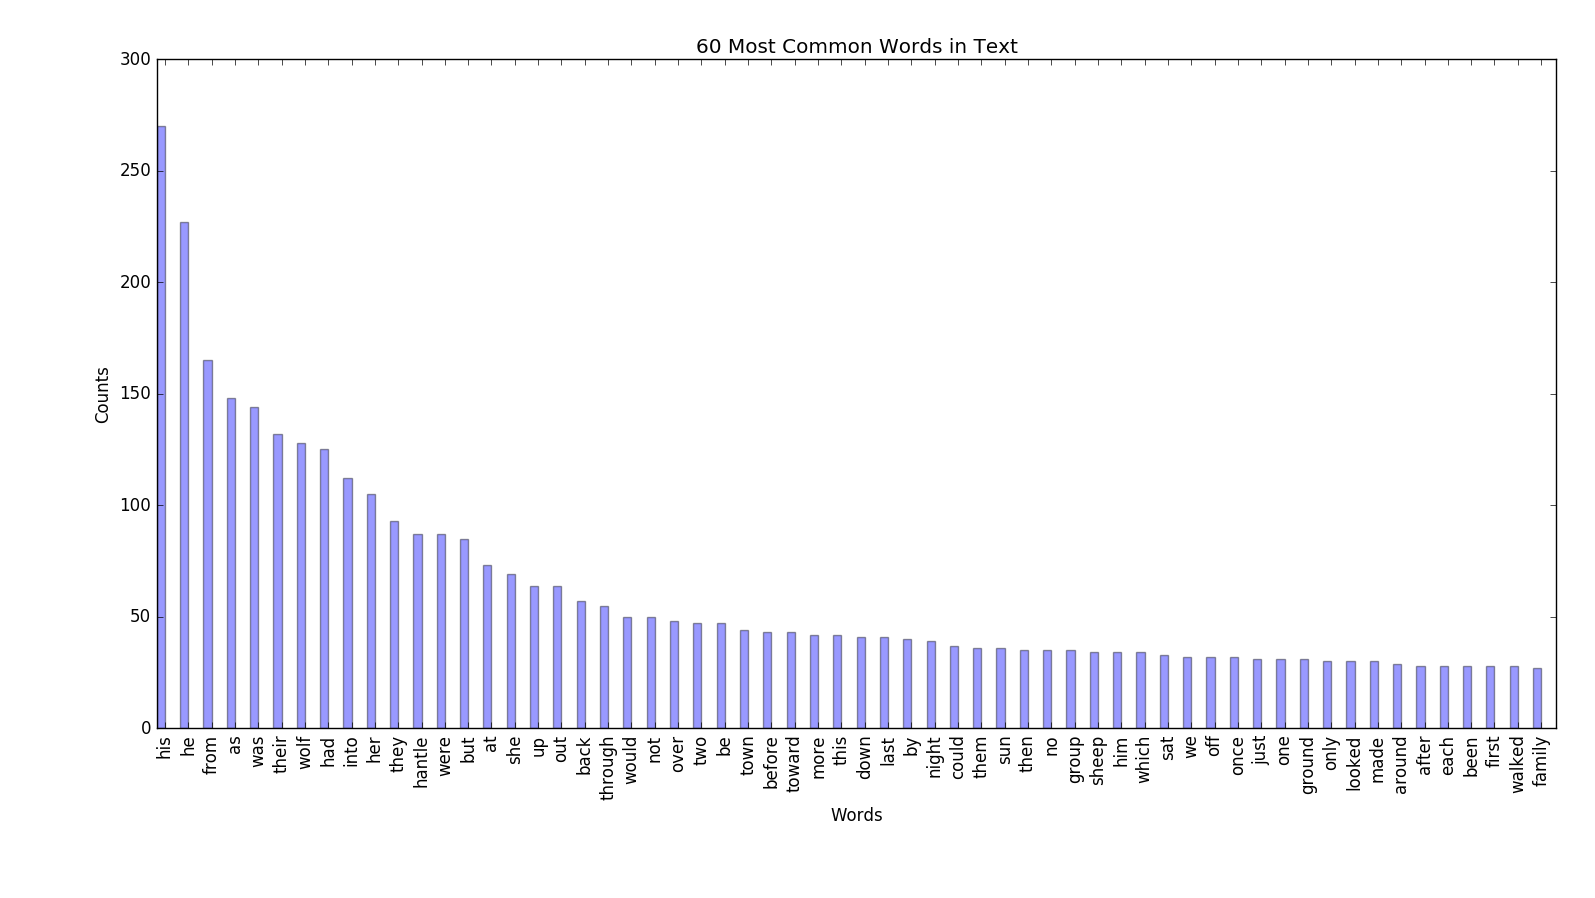 60 Most Common Words in Text
300
250
200
150
100
50
0
Counts
his he from as was their wolf had into her they hantle were but at she up out back through would not over two be town before toward more this down last by night could them sun then no group sheep him which sat we off once just one ground only looked made around after each been first walked family
Words